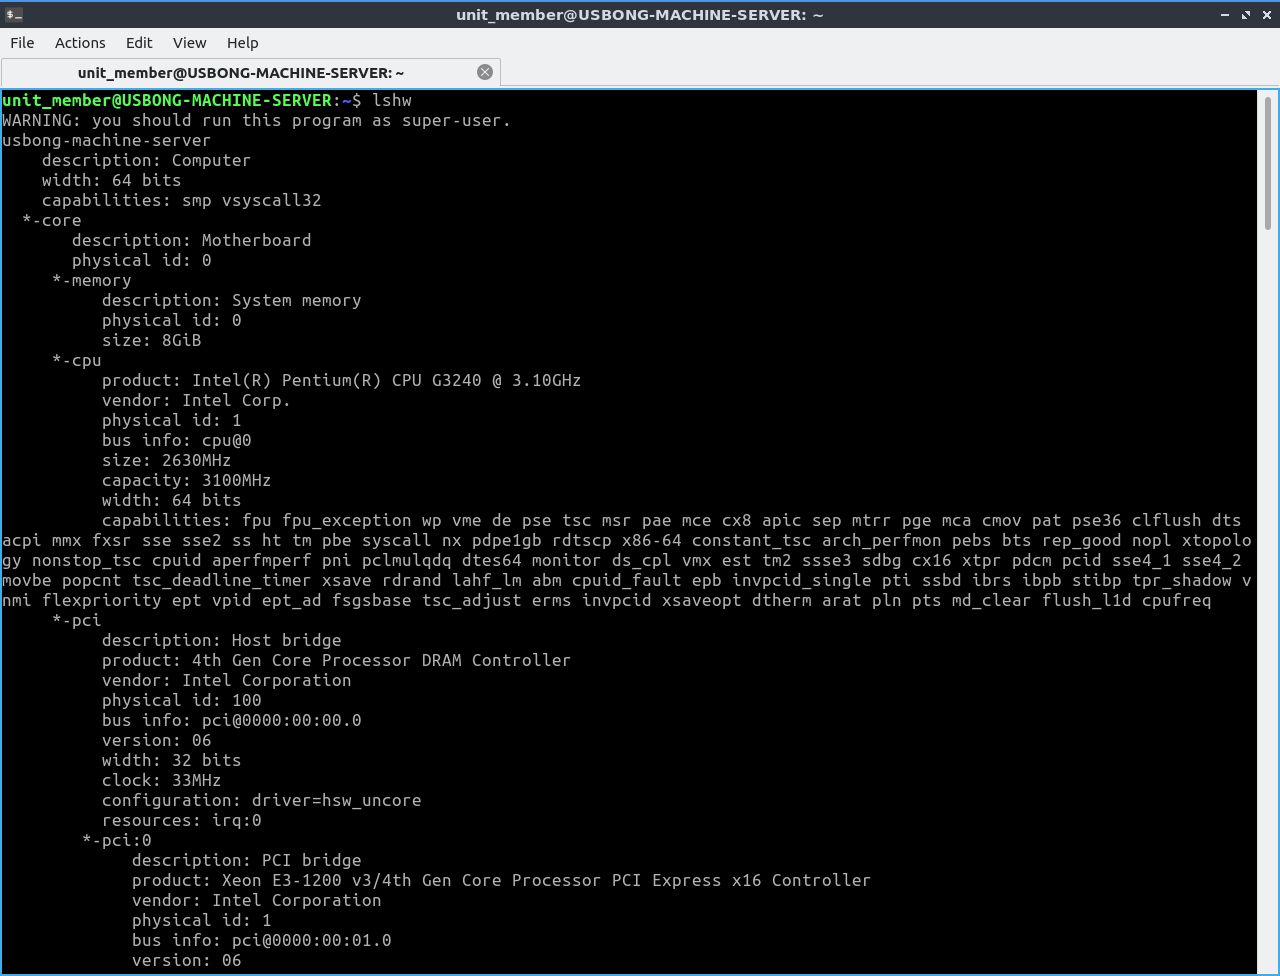 unit_member@USBONG-MACHINE-SERVER: ~
File Actions Edit View Help
unit_member@USBONG-MACHINE-SERVER: ~
unit_member@USBONG-MACHINE-SERVER:~$ lshw
WARNING: you should run this program as super-user.
usbong-machine-server
    description: Computer
    width: 64 bits
    capabilities: smp vsyscall32
  *-core
       description: Motherboard
       physical id: 0
     *-memory
          description: System memory
          physical id: 0
          size: 8GiB
     *-cpu
          product: Intel(R) Pentium(R) CPU G3240 @ 3.10GHz
          vendor: Intel Corp.
          physical id: 1
          bus info: cpu@0
          size: 2630MHz
          capacity: 3100MHz
          width: 64 bits
          capabilities: fpu fpu_exception wp vme de pse tsc msr pae mce cx8 apic sep mtrr pge mca cmov pat pse36 clflush dts
acpi mmx fxsr sse sse2 ss ht tm pbe syscall nx pdpe1gb rdtscp x86-64 constant_tsc arch_perfmon pebs bts rep_good nopl xtopolo
gy nonstop_tsc cpuid aperfmperf pni pclmulqdq dtes64 monitor ds_cpl vmx est tm2 ssse3 sdbg cx16 xtpr pdcm pcid sse4_1 sse4_2
movbe popcnt tsc_deadline_timer xsave rdrand lahf_lm abm cpuid_fault epb invpcid_single pti ssbd ibrs ibpb stibp tpr_shadow v
nmi flexpriority ept vpid ept_ad fsgsbase tsc_adjust erms invpcid xsaveopt dtherm arat pln pts md_clear flush_l1d cpufreq
     *-pci
          description: Host bridge
          product: 4th Gen Core Processor DRAM Controller
          vendor: Intel Corporation
          physical id: 100
          bus info: pci@0000:00:00.0
          version: 06
          width: 32 bits
          clock: 33MHz
          configuration: driver=hsw_uncore
          resources: irq:0
        *-pci:0
             description: PCI bridge
             product: Xeon E3-1200 v3/4th Gen Core Processor PCI Express x16 Controller
             vendor: Intel Corporation
             physical id: 1
             bus info: pci@0000:00:01.0
             version: 06